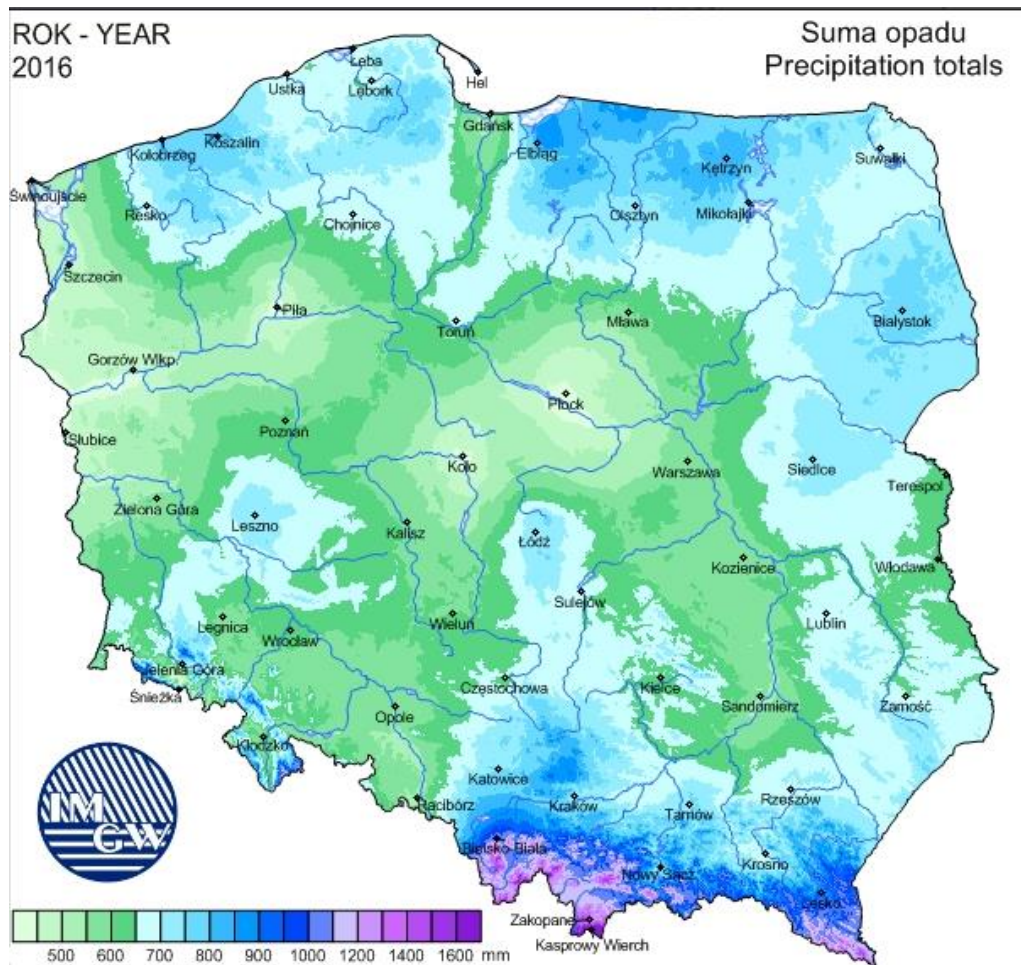 ROK - YEAR
2016
Suma opadu
Precipitation totals
Łeba
Hel
Ustka
Lębork
Gdańsk
Koszalin
Kołobrzeg
Elbląg
Kętrzyn
Suwałki
Świnoujście
Resko
Chojnice
Olsztyn
Mikołajki
Szczecin
Piła
Toruń
Mława
Białystok
Gorzów Wlkp.
Płock
Słubice
Poznań
Koło
Warszawa
Siedlce
Terespol
Zielona Góra
Leszno
Kalisz
Łódź
Kozienice
Włodawa
Sulejów
Legnica
Wrocław
Wieluń
Lublin
Jelenia Góra
Śnieżka
Częstochowa
Kielce
Sandomierz
Zamość
Opole
Kłodzko
Katowice
Racibórz
Kraków
Tarnów
Rzeszów
Bielsko Biała
Nowy Sącz
Krosno
Lesko
Zakopane
Kasprowy Wierch
IM
GW
500 600 700 800 900 1000 1200 1400 1600 mm